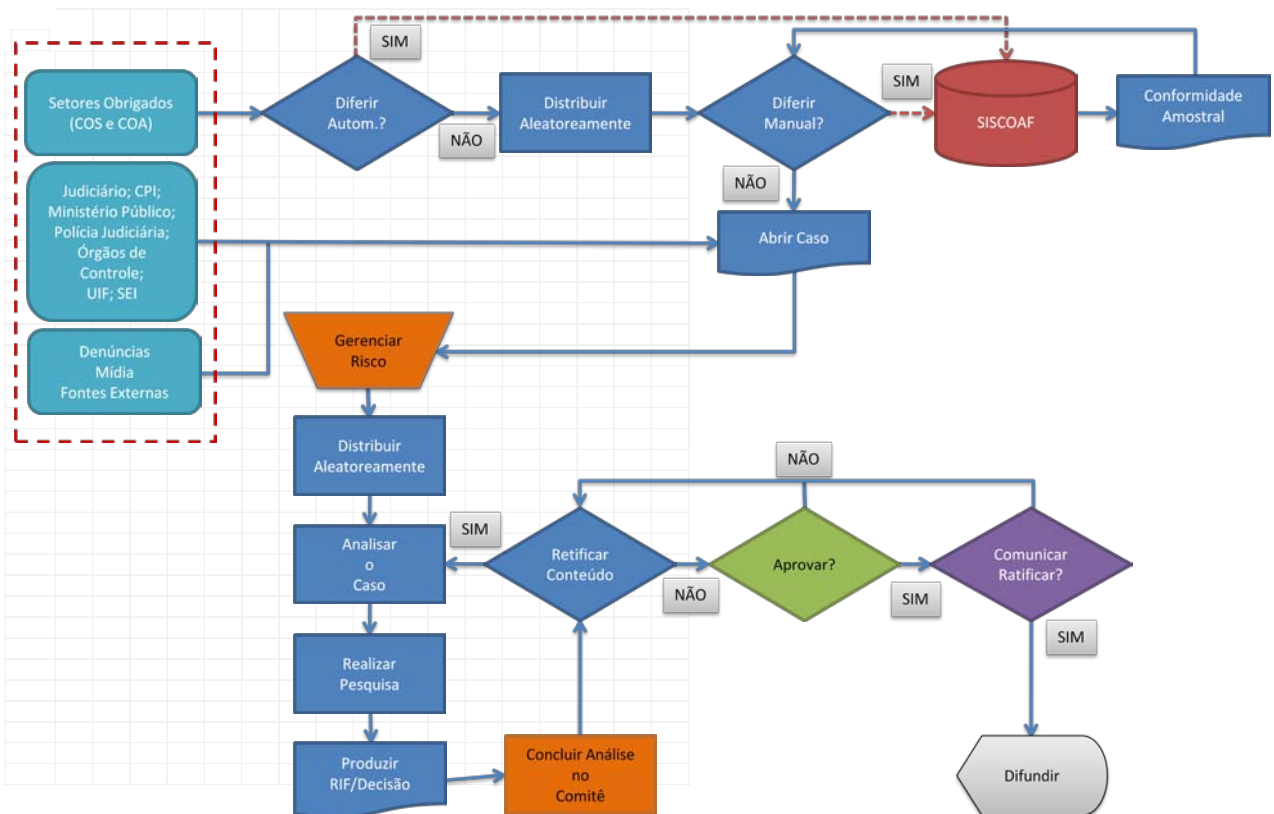 SIM
Setores Obrigados
(COS e COA)
Diferir
Autom.?
NÃO
Distribuir
Aleatoreamente
Diferir
Manual?
SIM
SISCOAF
Conformidade
Amostral
NÃO
Judiciário; CPI;
Ministério Público;
Polícia Judiciária;
Órgãos de
Controle;
UIF; SEI
Abrir Caso
Denúncias
Mídia
Fontes Externas
Gerenciar
Risco
Distribuir
Aleatoreamente
Analisar
o
Caso
SIM
Retificar
Conteúdo
NÃO
NÃO
Aprovar?
SIM
Comunicar
Ratificar?
SIM
Realizar
Pesquisa
Produzir
RIF/Decisão
Concluir Análise
no
Comitê
Difundir